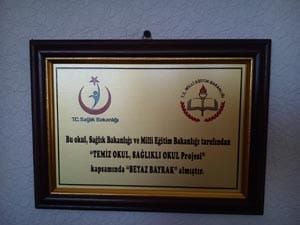 T.C. Sağlık Bakanlığı
T.C. MİLLİ EĞİTİM BAKANLIĞI
Bu okul, Sağlık Bakanlığı ve Milli Eğitim Bakanlığı tarafından
"TEMİZ OKUL, SAĞLIKLI OKUL Projesi"
kapsamında "BEYAZ BAYRAK" almıştır.